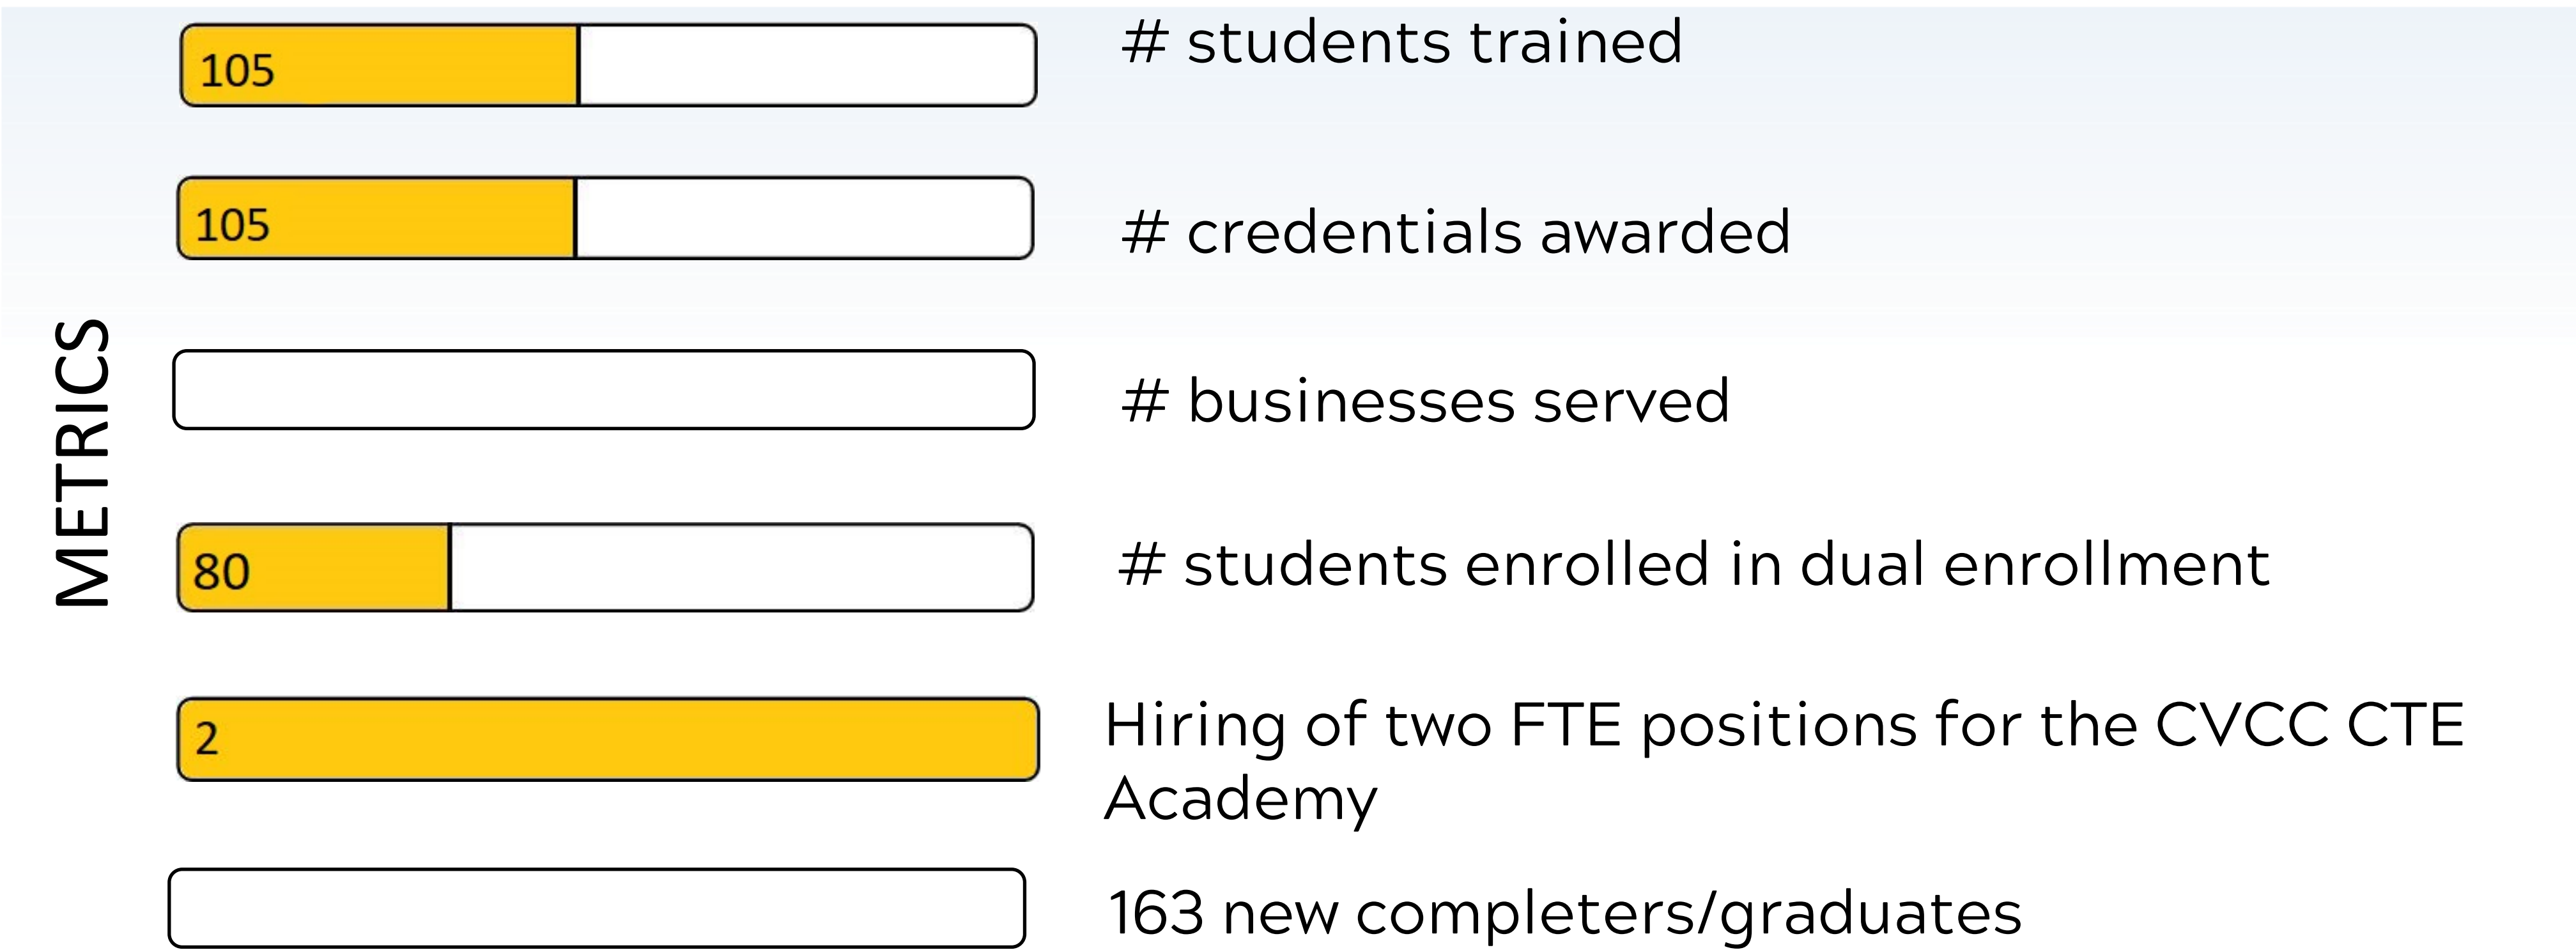 METRICS
105
# students trained
105
# credentials awarded
# businesses served
80
# students enrolled in dual enrollment
2
Hiring of two FTE positions for the CVCC CTE
Academy
163 new completers/graduates